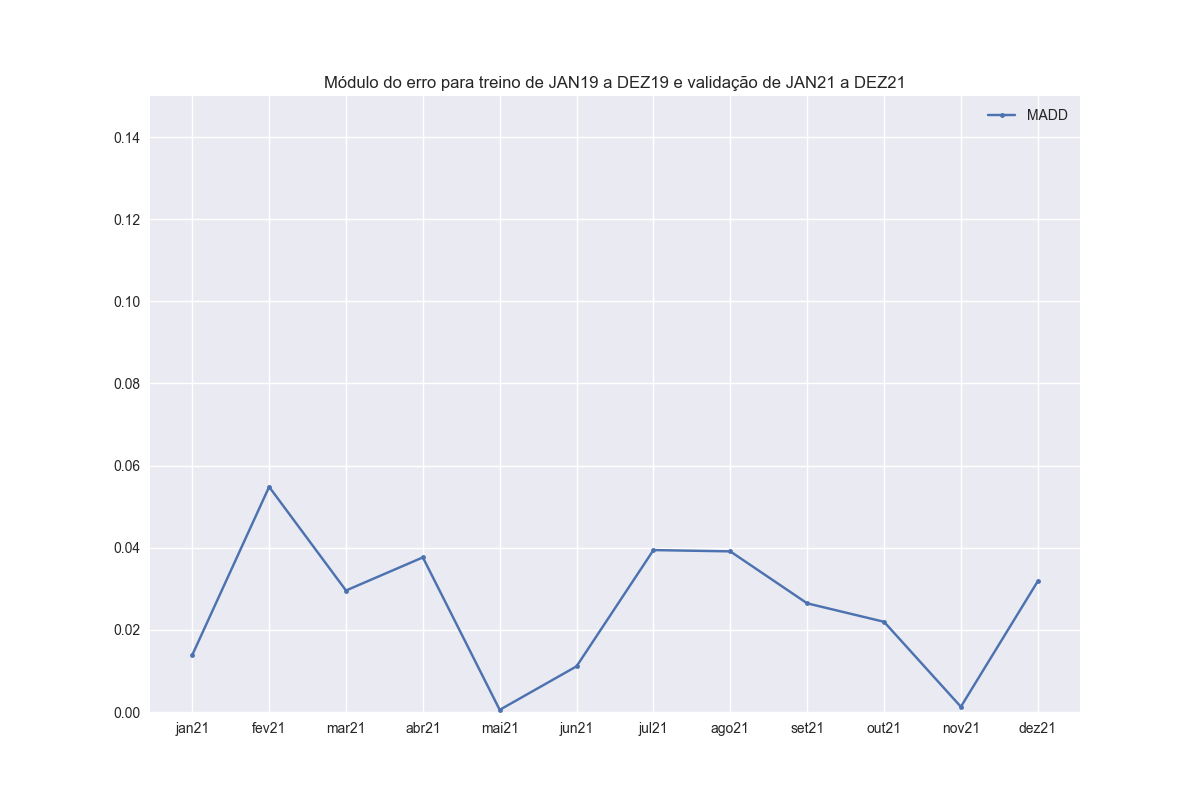 Módulo do erro para treino de JAN19 a DEZ19 e validação de JAN21 a DEZ21
MADD
0.14
0.12
0.10
0.08
0.06
0.04
0.02
0.00
jan21 fev21 mar21 abr21 mai21 jun21 jul21 ago21 set21 out21 nov21 dez21